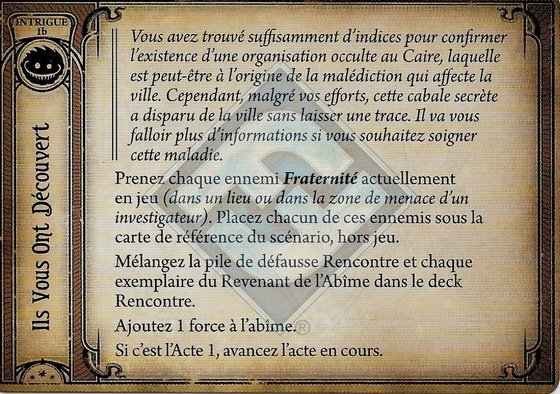 INTRIGUE
1b
Ils Vous Ont Découvert
Vous avez trouvé suffisamment d'indices pour confirmer
l'existence d'une organisation occulte au Caire, laquelle
est peut-être à l'origine de la malédiction qui affecte la
ville. Cependant, malgré vos efforts, cette cabale secrète
a disparu de la ville sans laisser une trace. Il va vous
falloir plus d'informations si vous souhaitez soigner
cette maladie.
Prenez chaque ennemi Fraternité actuellement
en jeu (dans un lieu ou dans la zone de menace d'un
investigateur). Placez chacun de ces ennemis sous la
carte de référence du scénario, hors jeu.
Mélangez la pile de défausse Rencontre et chaque
exemplaire du Revenant de l'Abîme dans le deck
Rencontre.
Ajoutez 1 force à l'abîme.
®
Si c'est l'Acte 1, avancez l'acte en cours.